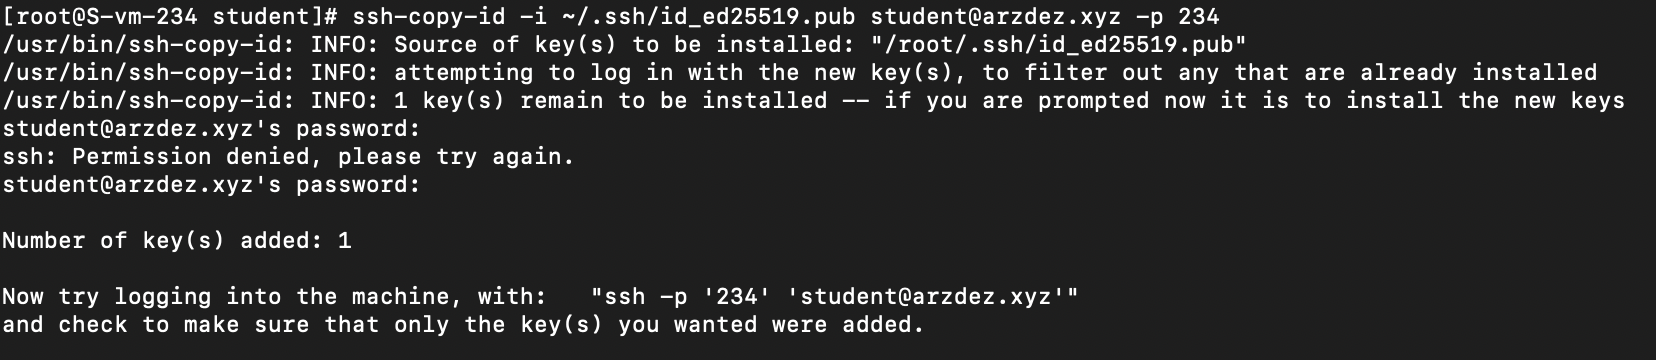 [root@S-vm-234 student]# ssh-copy-id -i ~/.ssh/id_ed25519.pub student@arzdez.xyz -p 234
/usr/bin/ssh-copy-id: INFO: Source of key(s) to be installed: "/root/.ssh/id_ed25519.pub"
/usr/bin/ssh-copy-id: INFO: attempting to log in with the new key(s), to filter out any that are already installed
/usr/bin/ssh-copy-id: INFO: 1 key(s) remain to be installed -- if you are prompted now it is to install the new keys
student@arzdez.xyz's password:
ssh: Permission denied, please try again.
student@arzdez.xyz's password:
Number of key(s) added: 1
Now try logging into the machine, with:   "ssh -p '234' 'student@arzdez.xyz'"
and check to make sure that only the key(s) you wanted were added.